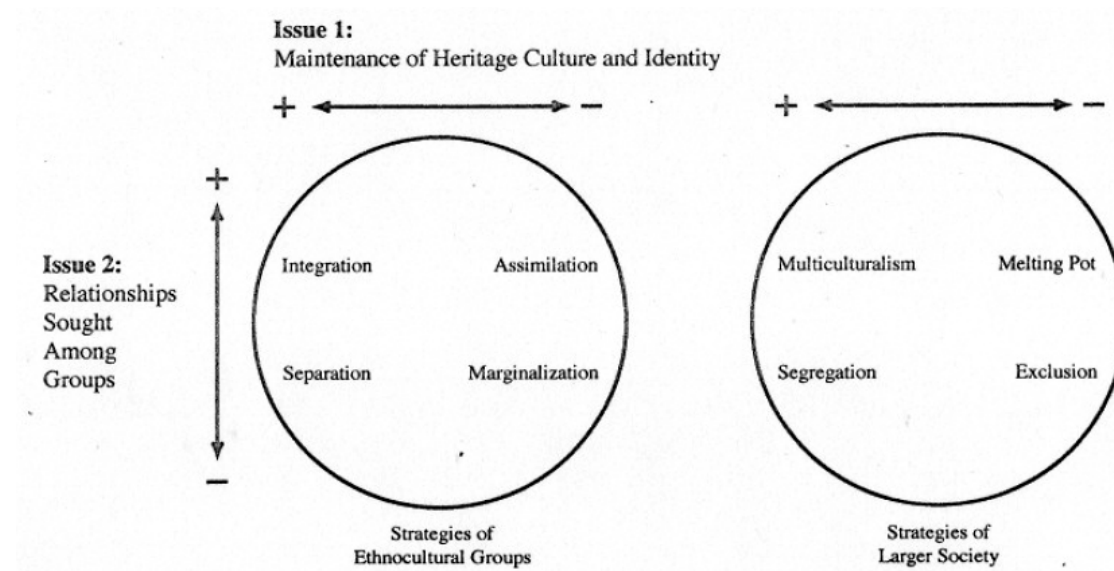 Issue 1:
Maintenance of Heritage Culture and Identity
+ −
+ −
+
Issue 2:
Relationships
Sought
Among
Groups
−
Integration Assimilation
Separation Marginalization
Strategies of
Ethnocultural Groups
Multiculturalism Melting Pot
Segregation Exclusion
Strategies of
Larger Society